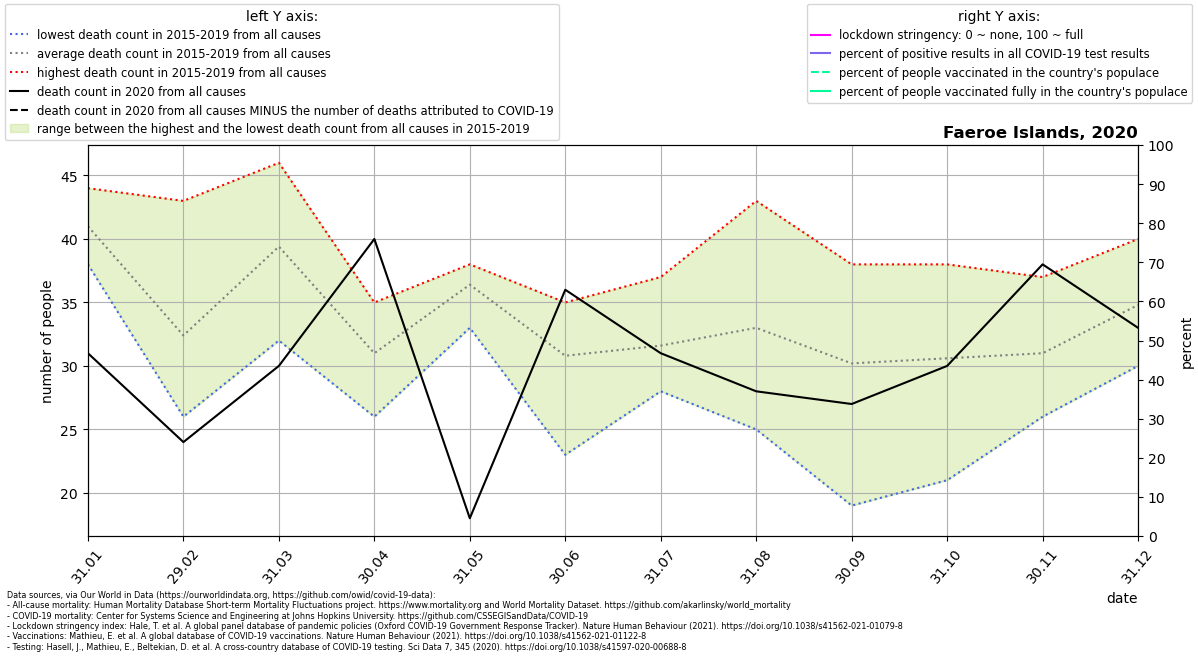 left Y axis:
lowest death count in 2015-2019 from all causes
average death count in 2015-2019 from all causes
highest death count in 2015-2019 from all causes
death count in 2020 from all causes
death count in 2020 from all causes MINUS the number of deaths attributed to COVID-19
range between the highest and the lowest death count from all causes in 2015-2019
right Y axis:
lockdown stringency: 0 ~ none, 100 ~ full
percent of positive results in all COVID-19 test results
percent of people vaccinated in the country's populace
percent of people vaccinated fully in the country's populace
Faeroe Islands, 2020
number of people
45
40
35
30
25
20
100
90
80
70
60
50
40
30
20
10
0
percent
31.01
29.02
31.03
30.04
31.05
30.06
31.07
31.08
30.09
31.10
30.11
31.12
date
Data sources, via Our World in Data (https://ourworldindata.org, https://github.com/owid/covid-19-data):
- All-cause mortality: Human Mortality Database Short-term Mortality Fluctuations project. https://www.mortality.org and World Mortality Dataset. https://github.com/akarlinsky/world_mortality
- COVID-19 mortality: Center for Systems Science and Engineering at Johns Hopkins University. https://github.com/CSSEGISandData/COVID-19
- Lockdown stringency index: Hale, T. et al. A global panel database of pandemic policies (Oxford COVID-19 Government Response Tracker). Nature Human Behaviour (2021). https://doi.org/10.1038/s41562-021-01079-8
- Vaccinations: Mathieu, E. et al. A global database of COVID-19 vaccinations. Nature Human Behaviour (2021). https://doi.org/10.1038/s41562-021-01122-8
- Testing: Hasell, J., Mathieu, E., Beltekian, D. et al. A cross-country database of COVID-19 testing. Sci Data 7, 345 (2020). https://doi.org/10.1038/s41597-020-00688-8